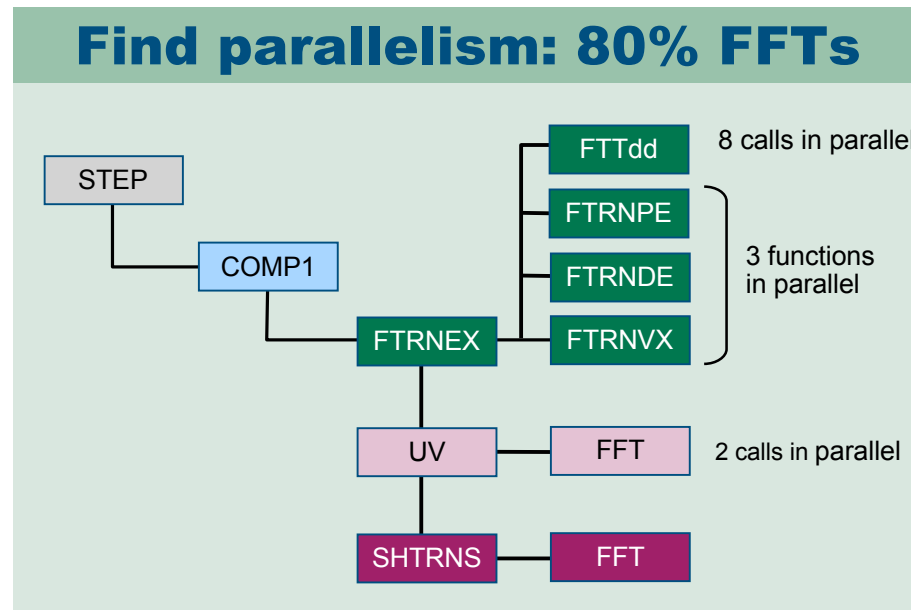 Find parallelism: 80% FFTs
FTTdd
8 calls in parallel
STEP
FTRNPE
COMP1
3 functions
in parallel
FTRNDE
FTRNEX
FTRNVX
UV
FFT
2 calls in parallel
SHTRNS
FFT